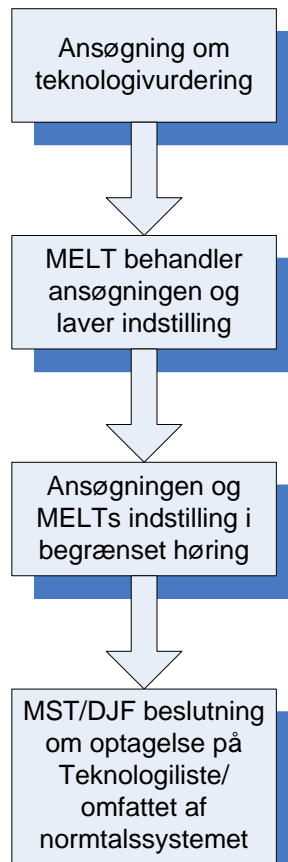 Ansøgning om
teknologivurdering
MELT behandler
ansøgningen og
laver indstilling
Ansøgningen og
MELTs indstilling i
begrænset høring
MST/DJF beslutning
om optagelse på
Teknologiliste/
omfattet af
normtalssystemet